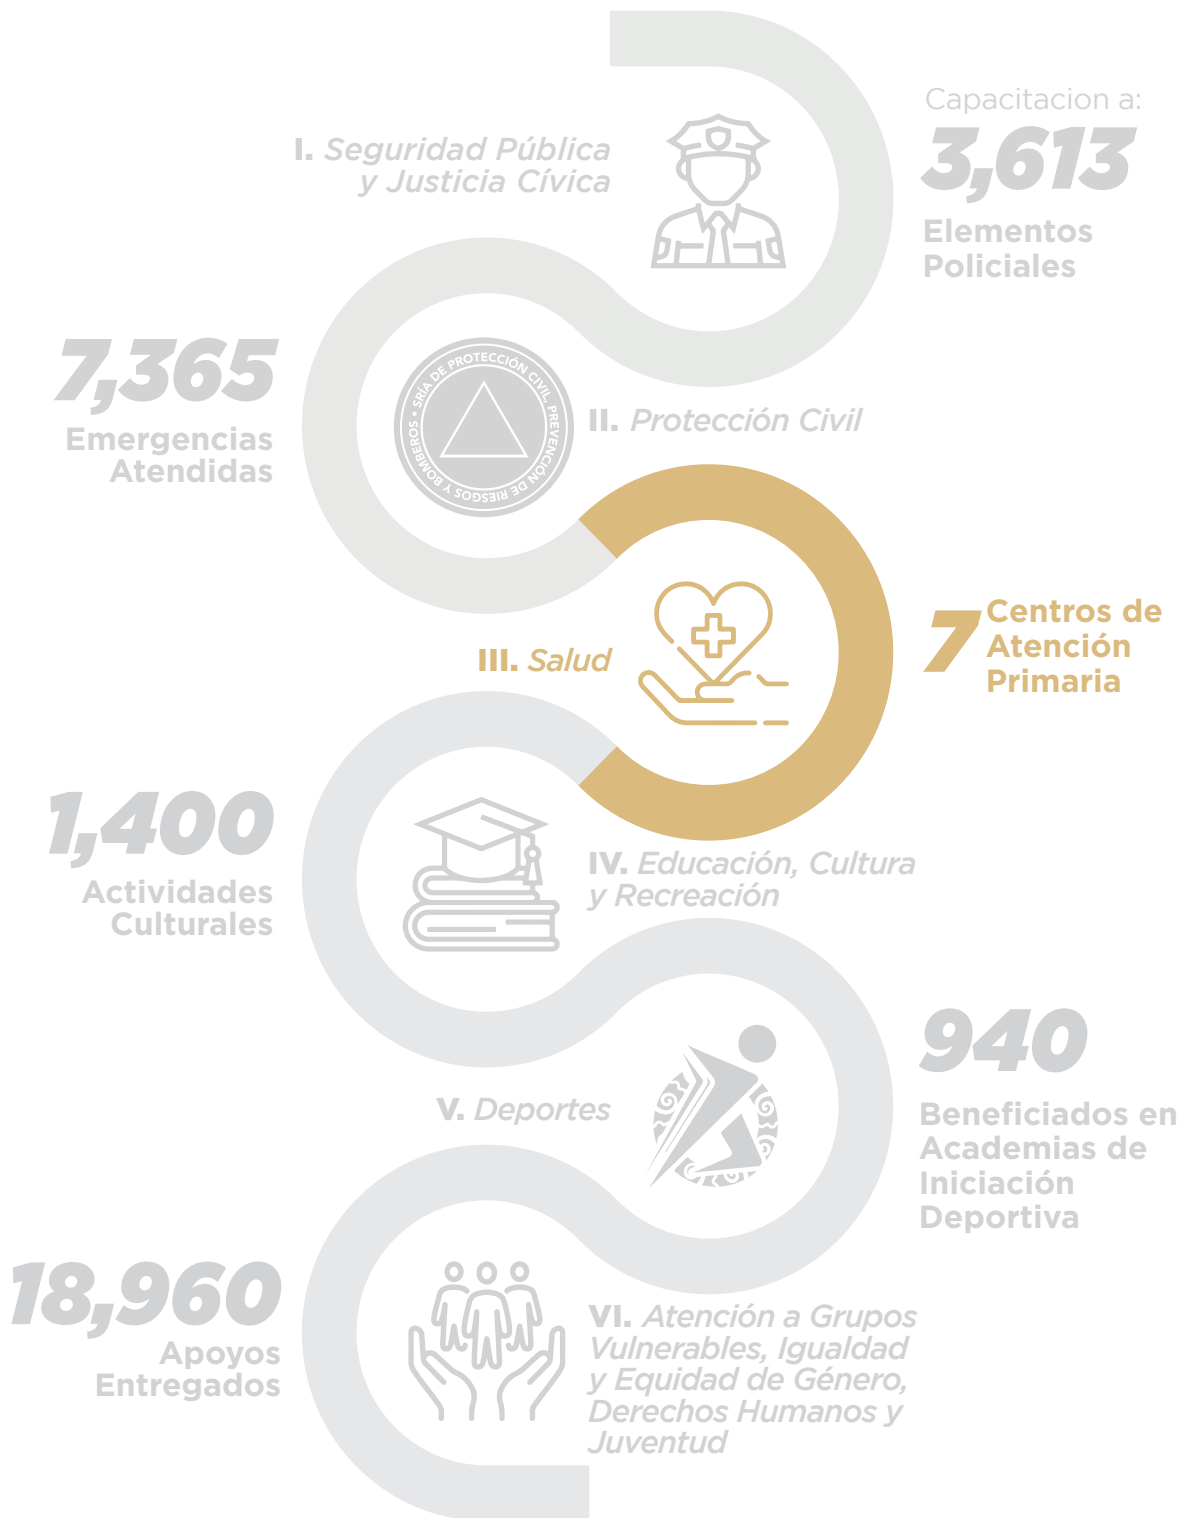 Capacitacion a:
3,613
Elementos
Policiales
I. Seguridad Pública
y Justicia Cívica
7,365
Emergencias
Atendidas
SRÍA DE PROTECCIÓN CIVIL, PREVENCIÓN DE RIESGOS Y BOMBEROS •
II. Protección Civil
III. Salud
7
Centros de
Atención
Primaria
1,400
Actividades
Culturales
IV. Educación, Cultura
y Recreación
V. Deportes
940
Beneficiados en
Academias de
Iniciación
Deportiva
18,960
Apoyos
Entregados
VI. Atención a Grupos
Vulnerables, Igualdad
y Equidad de Género,
Derechos Humanos y
Juventud